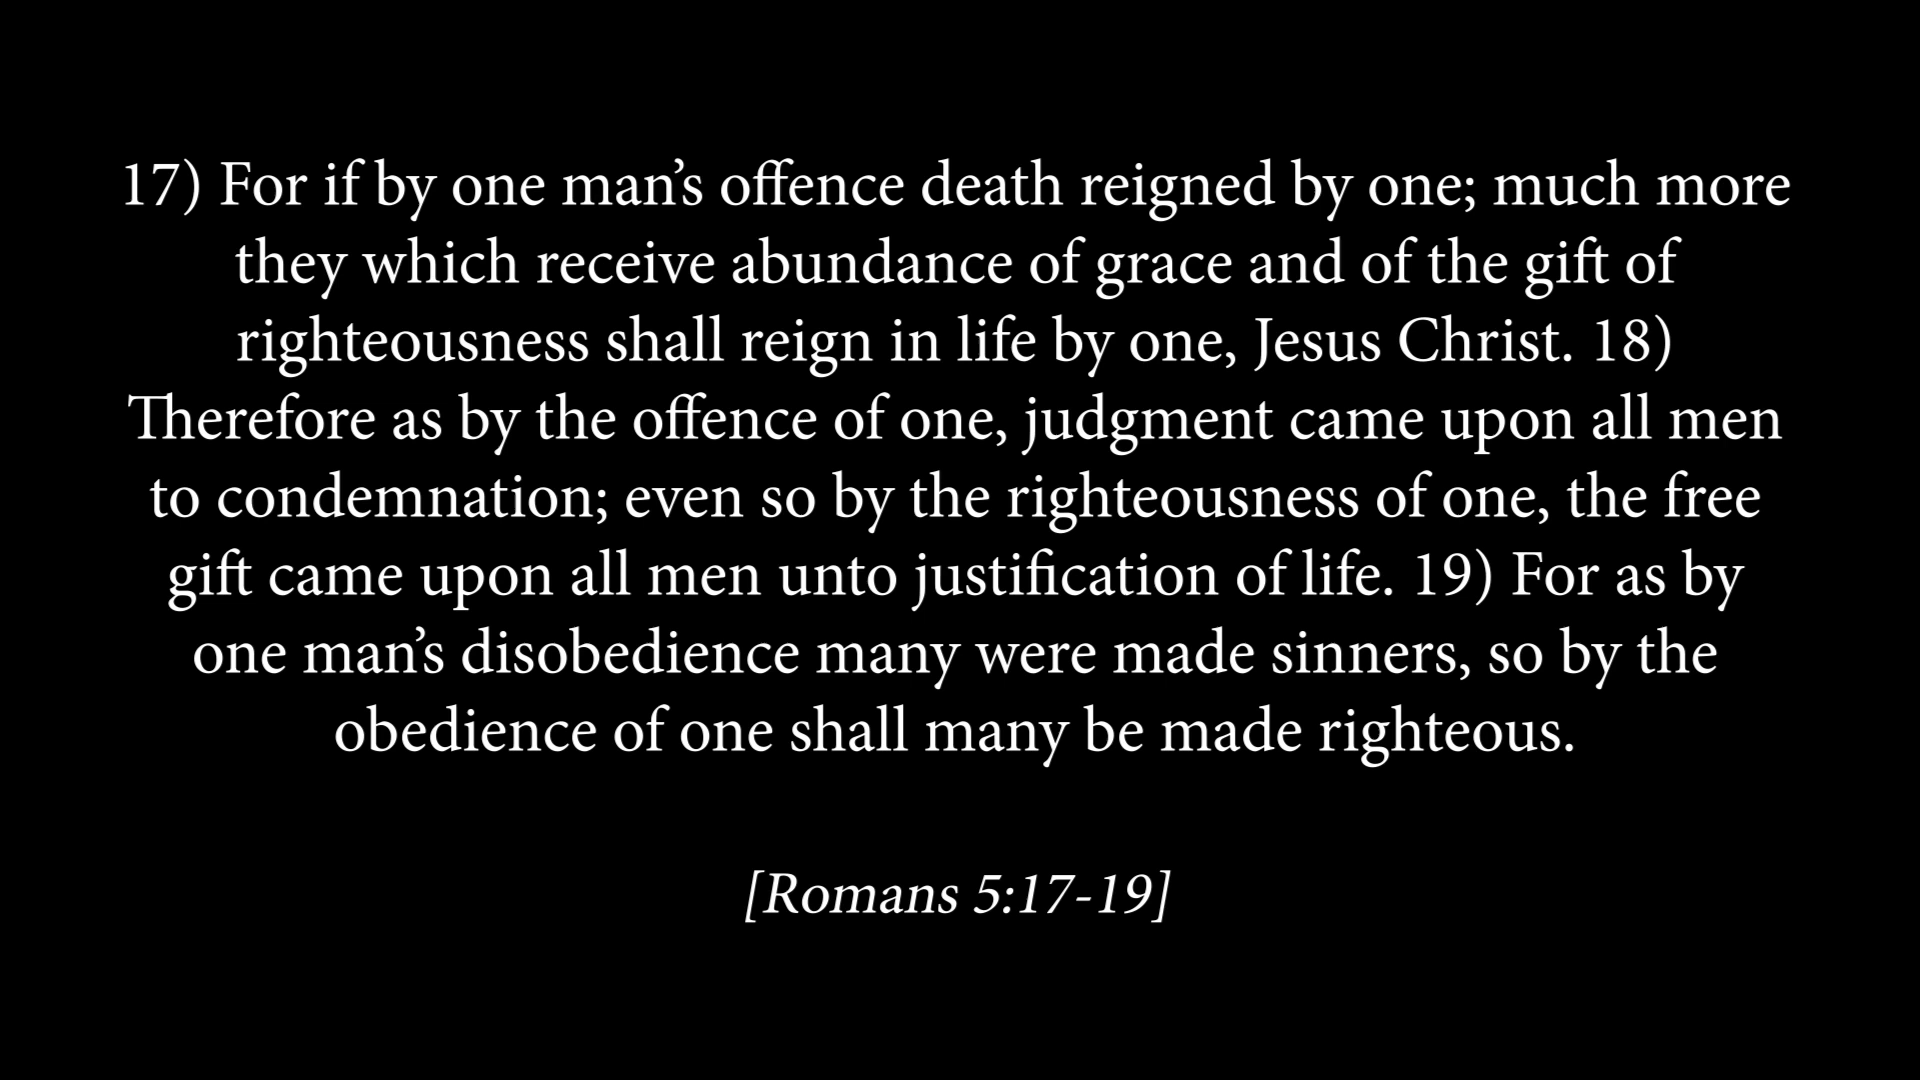 17) For if by one man’s offence death reigned by one; much more
they which receive abundance of grace and of the gift of
righteousness shall reign in life by one, Jesus Christ. 18)
Therefore as by the offence of one, judgment came upon all men
to condemnation; even so by the righteousness of one, the free
gift came upon all men unto justification of life. 19) For as by
one man’s disobedience many were made sinners, so by the
obedience of one shall many be made righteous.
[Romans 5:17-19]